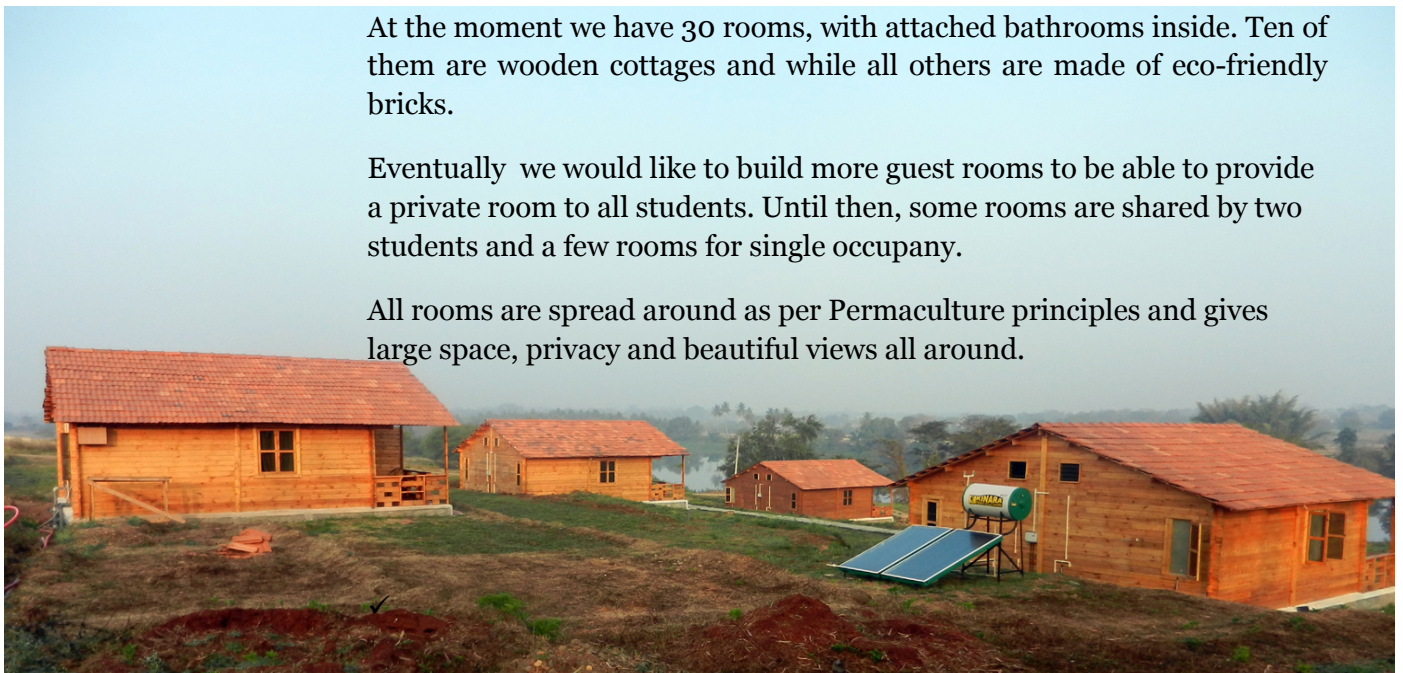 At the moment we have 30 rooms, with attached bathrooms inside. Ten of
them are wooden cottages and while all others are made of eco-friendly
bricks.
Eventually we would like to build more guest rooms to be able to provide
a private room to all students. Until then, some rooms are shared by two
students and a few rooms for single occupany.
All rooms are spread around as per Permaculture principles and gives
large space, privacy and beautiful views all around.